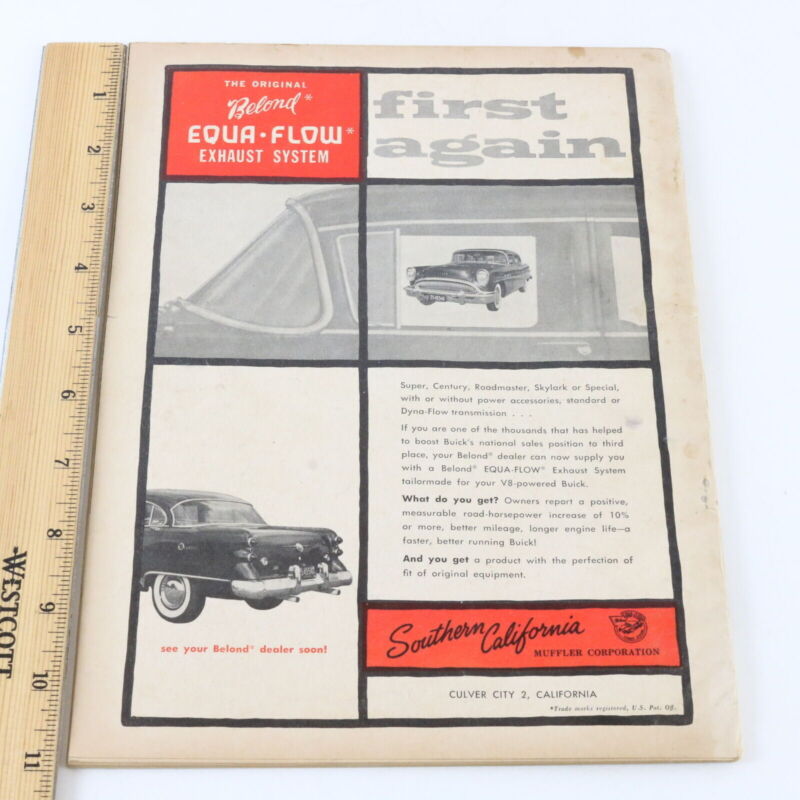 THE ORIGINAL
Belond*
EQUA·FLOW*
EXHAUST SYSTEM
first
again
Super, Century, Roadmaster, Skylark or Special,
with or without power accessories, standard or
Dyna-Flow transmission . . .
If you are one of the thousands that has helped
to boost Buick's national sales position to third
place, your Belond® dealer can now supply you
with a Belond® EQUA-FLOW® Exhaust System
tailormade for your V8-powered Buick.
What do you get? Owners report a positive,
measurable road-horsepower increase of 10%
or more, better mileage, longer engine life—a
faster, better running Buick!
And you get a product with the perfection of
fit of original equipment.
see your Belond® dealer soon!
Southern California
MUFFLER CORPORATION
CULVER CITY 2, CALIFORNIA
*Trade marks registered, U.S. Pat. Off.
1
2
3
4
5
6
7
8
9
10
11
WESTCOTT